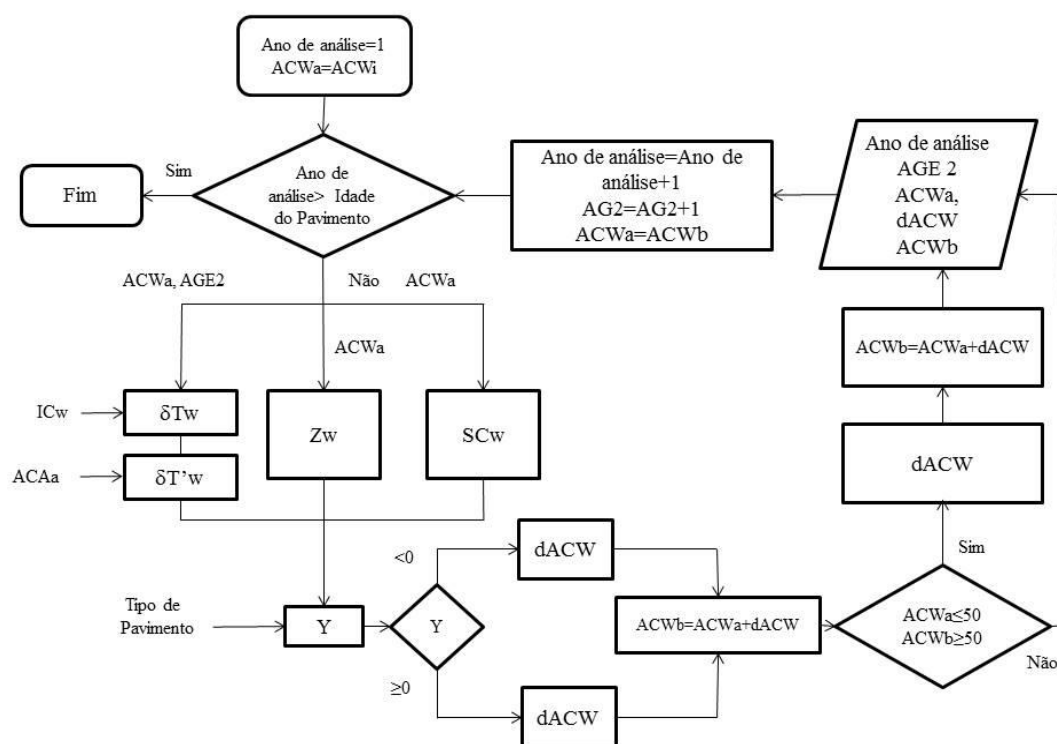 Ano de análise=1
ACWa=ACWi
Sim
Fim
Ano de
análise> Idade
do Pavimento
Ano de análise=Ano de
análise+1
AG2=AG2+1
ACWa=ACWb
Ano de análise
AGE 2
ACWa,
dACW
ACWb
ACWa, AGE2
Não
ACWa
ACWa
ACWb=ACWa+dACW
ICw
δTw
Zw
SCw
ACAa
δT’w
dACW
Sim
<0
dACW
Tipo de
Pavimento
Y
Y
ACWb=ACWa+dACW
ACWa≤50
ACWb≥50
Não
≥0
dACW